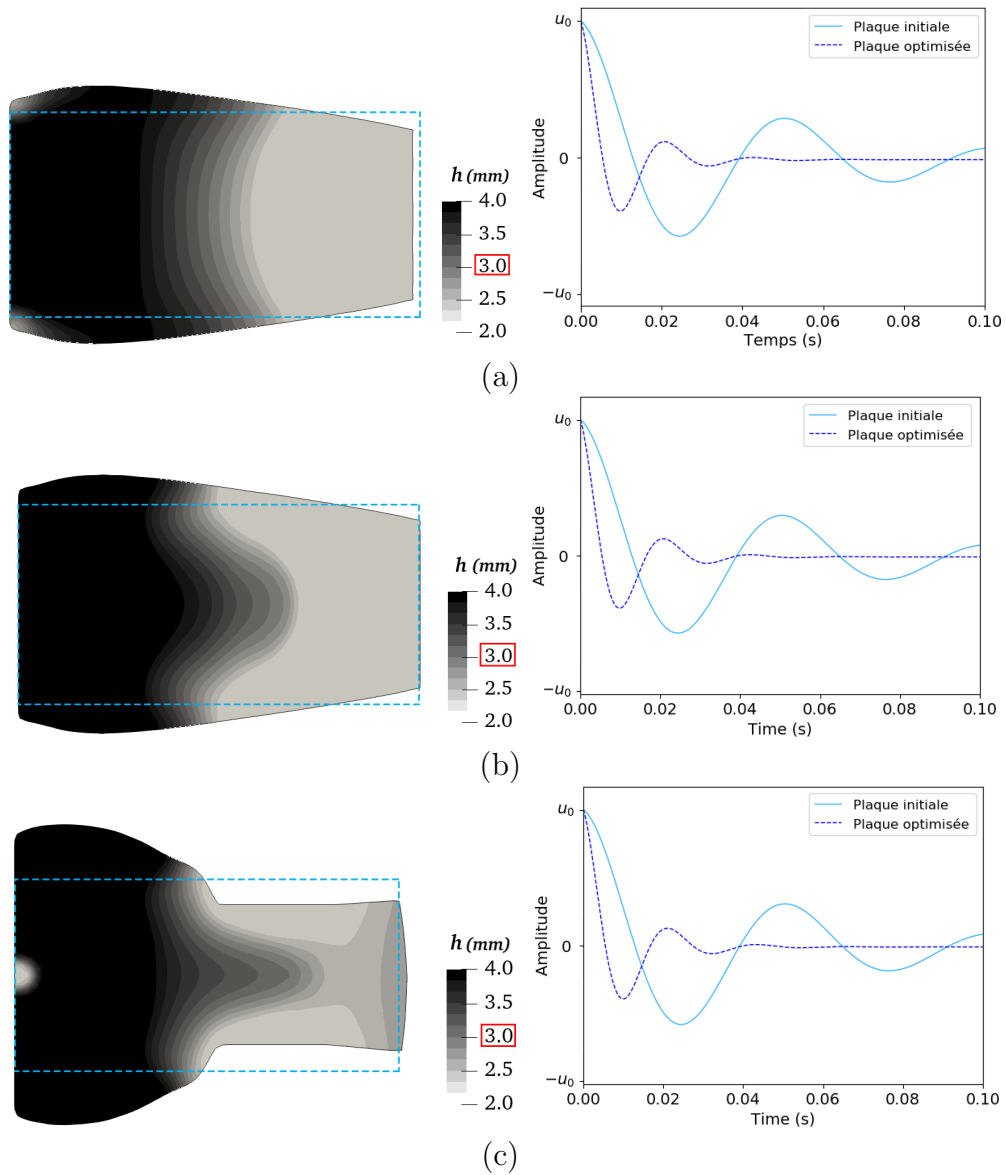 h (mm)
4.0
3.5
3.0
2.5
2.0
u₀
0
−u₀
Amplitude
Plaque initiale
Plaque optimisée
0.00 0.02 0.04 0.06 0.08 0.10
Temps (s)
(a)
h (mm)
4.0
3.5
3.0
2.5
2.0
u₀
0
−u₀
Amplitude
Plaque initiale
Plaque optimisée
0.00 0.02 0.04 0.06 0.08 0.10
Time (s)
(b)
h (mm)
4.0
3.5
3.0
2.5
2.0
u₀
0
−u₀
Amplitude
Plaque initiale
Plaque optimisée
0.00 0.02 0.04 0.06 0.08 0.10
Time (s)
(c)